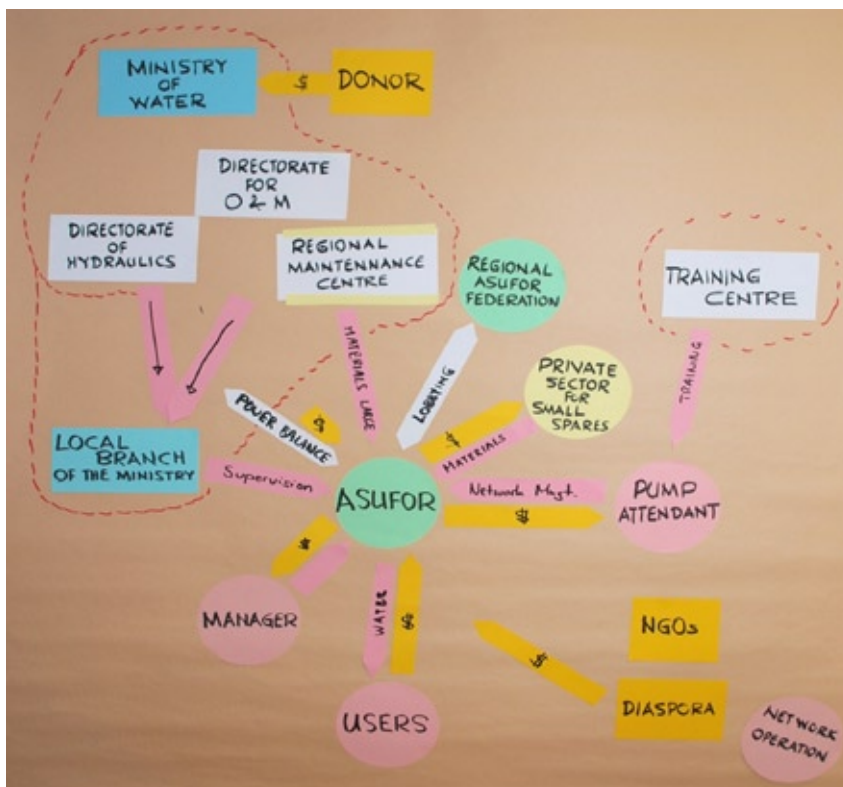 MINISTRY
OF
WATER
$
DONOR
DIRECTORATE
FOR
O & M
DIRECTORATE
OF
HYDRAULICS
REGIONAL
MAINTENNANCE
CENTRE
REGIONAL
ASUFOR
FEDERATION
TRAINING
CENTRE
MATERIALS LARGE
LOBBYING
PRIVATE
SECTOR
FOR
SMALL
SPARES
TRAINING
POWER BALANCE
$
$
MATERIALS
LOCAL
BRANCH
OF THE MINISTRY
Supervision
ASUFOR
Network Mngt.
$
PUMP
ATTENDANT
$
MANAGER
WATER
$
USERS
$
NGOs
DIASPORA
NETWORK
OPERATION